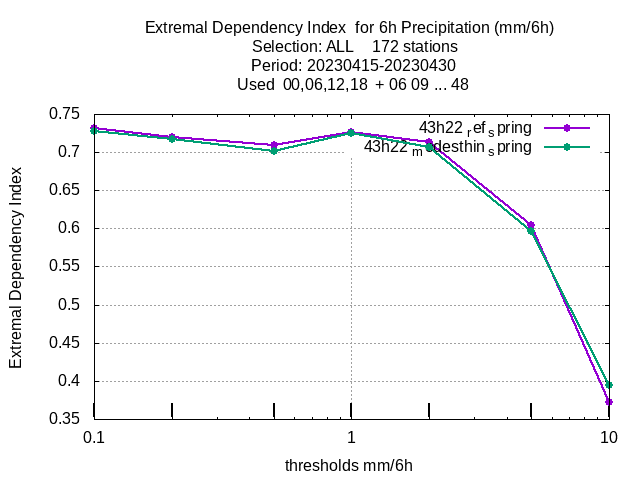 Extremal Dependency Index for 6h Precipitation (mm/6h)
Selection: ALL 172 stations
Period: 20230415-20230430
Used 00,06,12,18 + 06 09 ... 48
43h22 ref spring
43h22 m desthin spring
Extremal Dependency Index
0.75
0.7
0.65
0.6
0.55
0.5
0.45
0.4
0.35
0.1
1
10
thresholds mm/6h